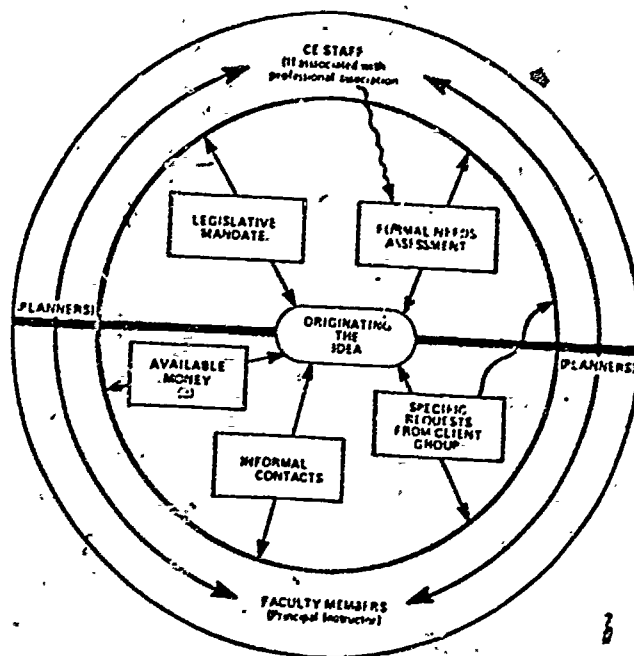 CE STAFF
(If associated with
professional association
LEGISLATIVE
MANDATE
FORMAL NEEDS
ASSESSMENT
(PLANNERS)
ORIGINATING
THE
IDEA
(PLANNERS)
AVAILABLE
MONEY
SPECIFIC
REQUESTS
FROM CLIENT
GROUP
INFORMAL
CONTACTS
FACULTY MEMBERS
(Principal Instructor)